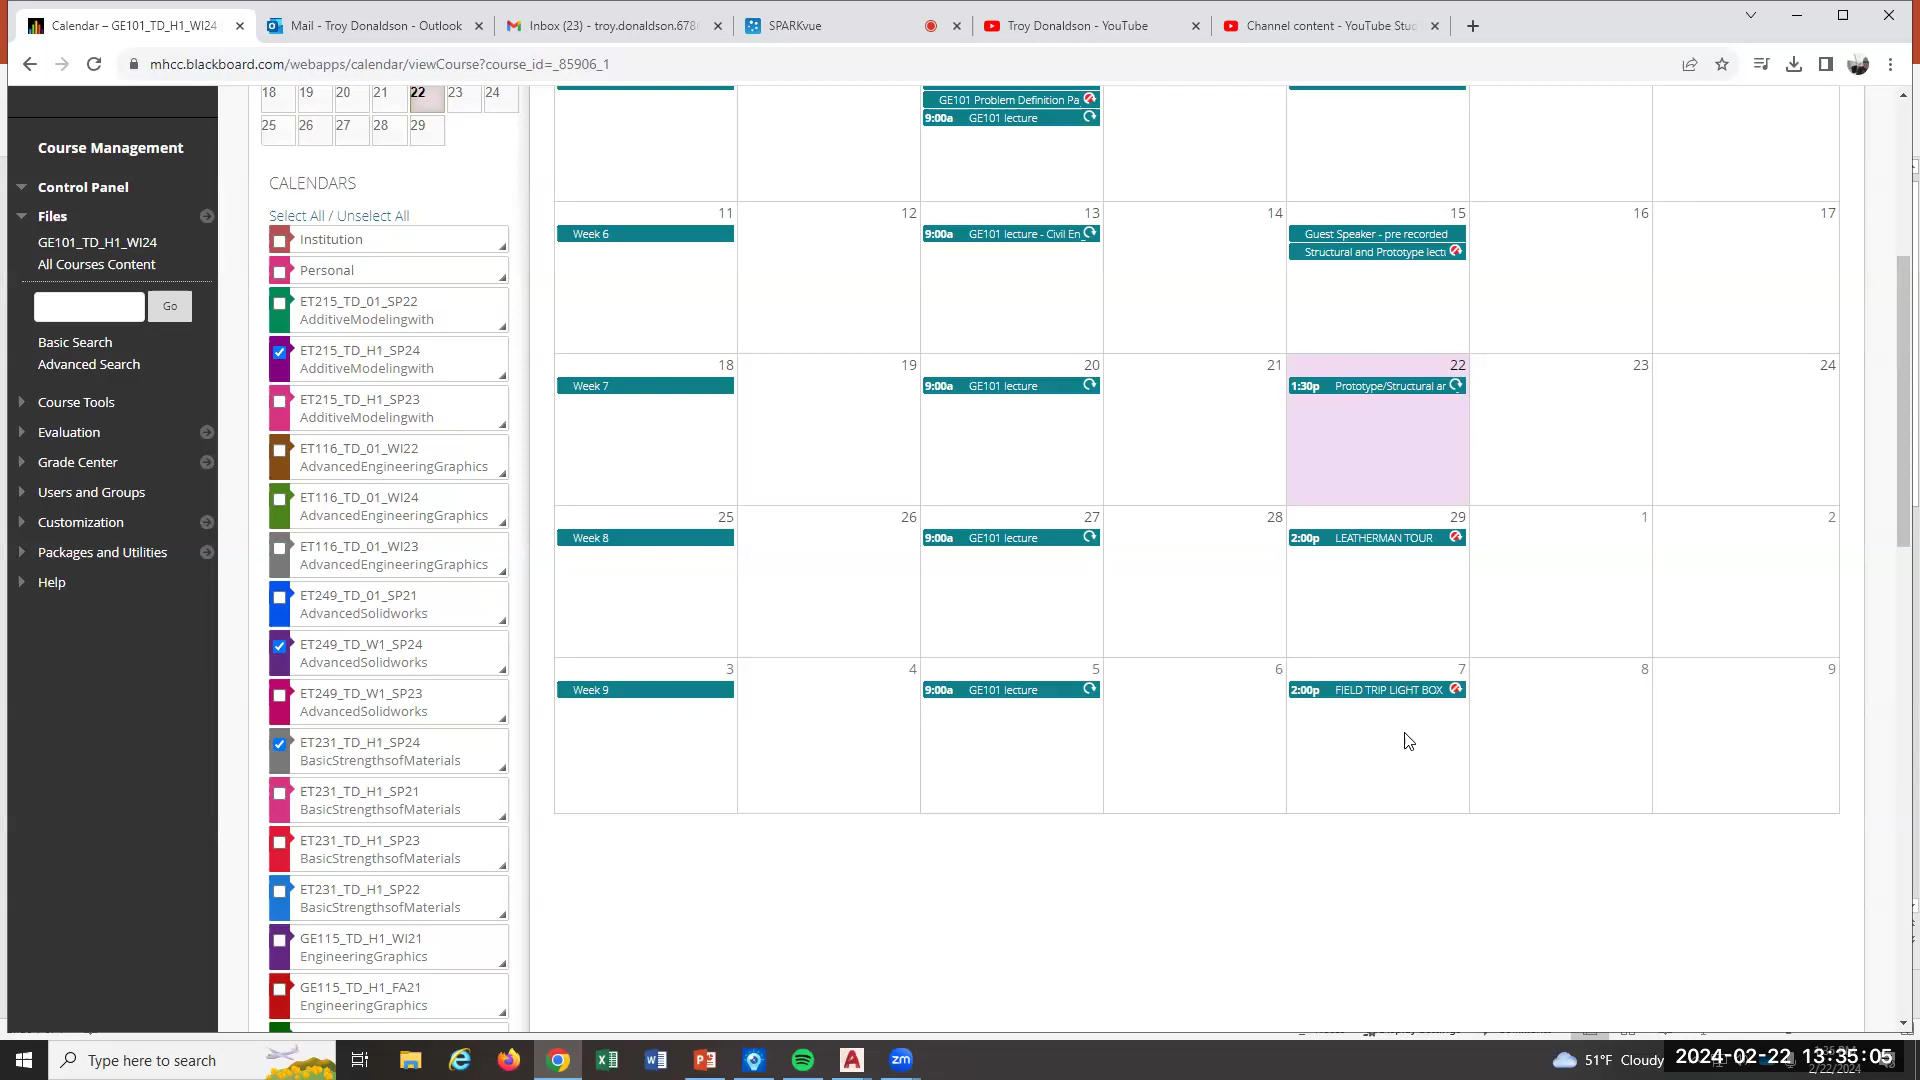 Calendar – GE101_TD_H1_WI24
Mail - Troy Donaldson - Outlook
Inbox (23) - troy.donaldson.678
SPARKvue
Troy Donaldson - YouTube
Channel content - YouTube Stud
mhcc.blackboard.com/webapps/calendar/viewCourse?course_id=_85906_1
Course Management
Control Panel
Files
GE101_TD_H1_WI24
All Courses Content
Go
Basic Search
Advanced Search
Course Tools
Evaluation
Grade Center
Users and Groups
Customization
Packages and Utilities
Help
18 19 20 21 22 23 24
25 26 27 28 29
CALENDARS
Select All / Unselect All
Institution
Personal
ET215_TD_01_SP22
AdditiveModelingwith
ET215_TD_H1_SP24
AdditiveModelingwith
ET215_TD_H1_SP23
AdditiveModelingwith
ET116_TD_01_WI22
AdvancedEngineeringGraphics
ET116_TD_01_WI24
AdvancedEngineeringGraphics
ET116_TD_01_WI23
AdvancedEngineeringGraphics
ET249_TD_01_SP21
AdvancedSolidworks
ET249_TD_W1_SP24
AdvancedSolidworks
ET249_TD_W1_SP23
AdvancedSolidworks
ET231_TD_H1_SP24
BasicStrengthsofMaterials
ET231_TD_H1_SP21
BasicStrengthsofMaterials
ET231_TD_H1_SP23
BasicStrengthsofMaterials
ET231_TD_H1_SP22
BasicStrengthsofMaterials
GE115_TD_H1_WI21
EngineeringGraphics
GE115_TD_H1_FA21
EngineeringGraphics
GE101 Problem Definition Pa
9:00a GE101 lecture
11 12 13 14 15 16 17
Week 6
9:00a GE101 lecture - Civil En
Guest Speaker - pre recorded
Structural and Prototype lect
18 19 20 21 22 23 24
Week 7
9:00a GE101 lecture
1:30p Prototype/Structural ar
25 26 27 28 29 1 2
Week 8
9:00a GE101 lecture
2:00p LEATHERMAN TOUR
3 4 5 6 7 8 9
Week 9
9:00a GE101 lecture
2:00p FIELD TRIP LIGHT BOX
Type here to search
51°F Cloudy
2024-02-22 13:35:05
2/22/2024